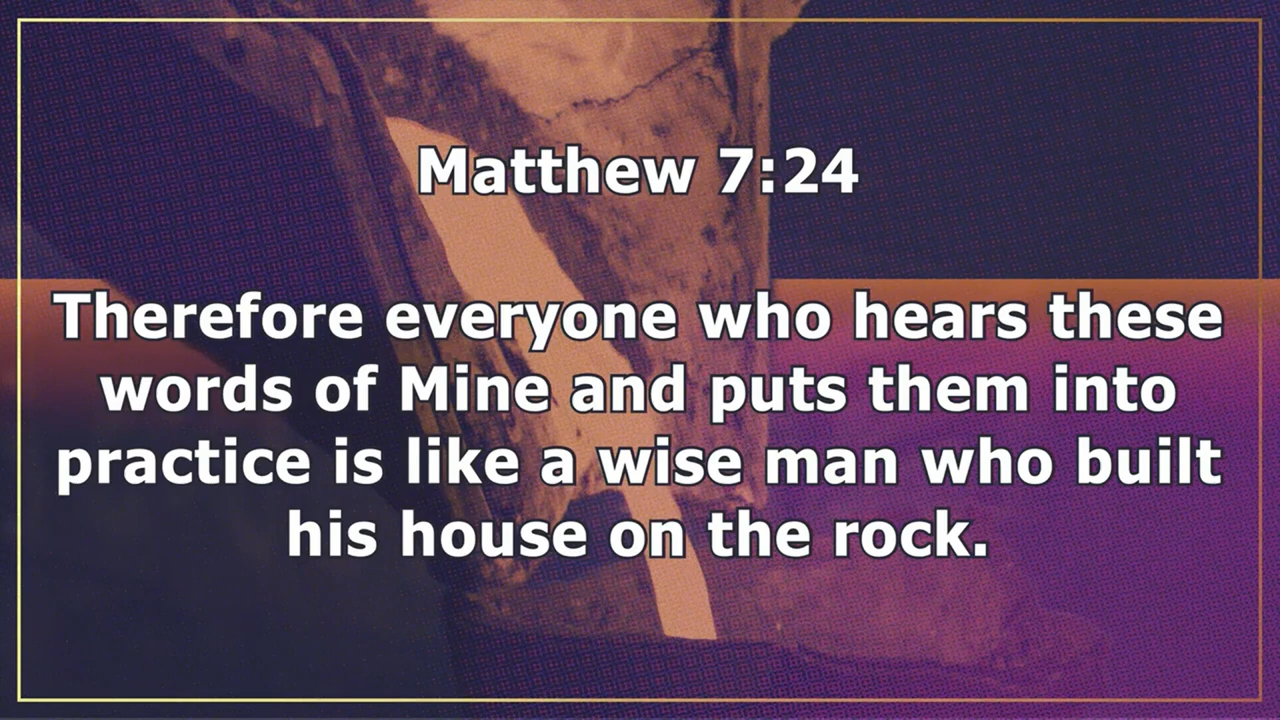 Matthew 7:24
Therefore everyone who hears these
words of Mine and puts them into
practice is like a wise man who built
his house on the rock.